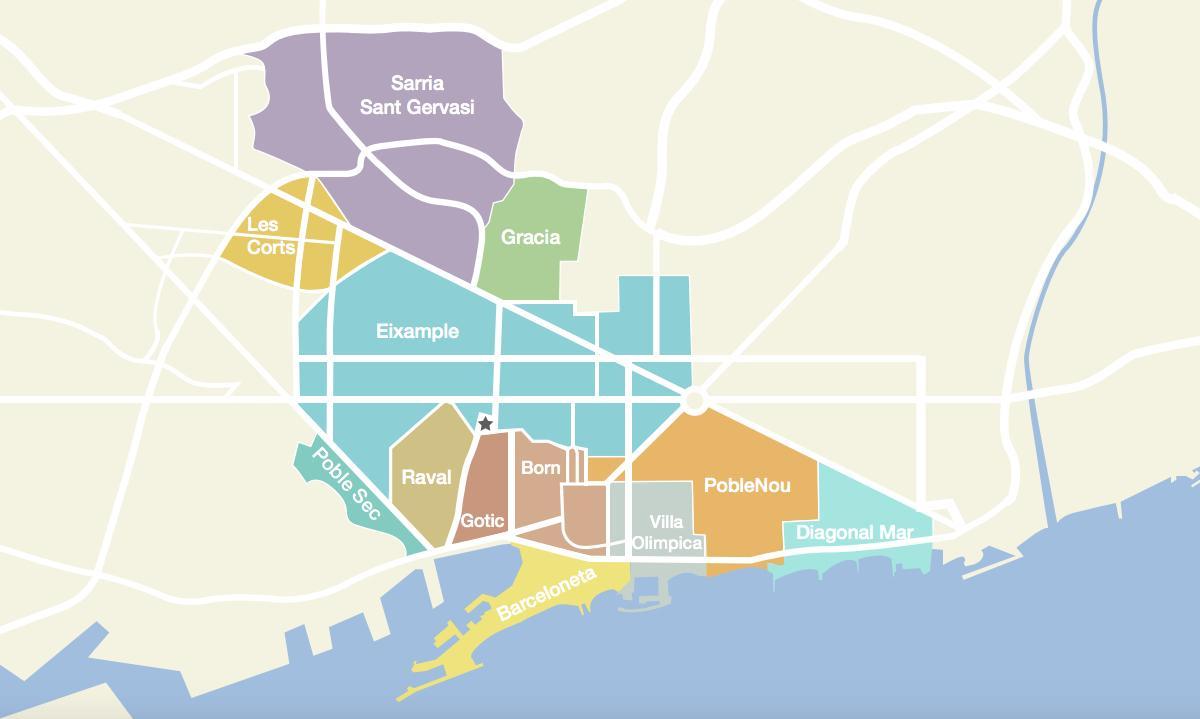 Sarria
Sant Gervasi
Les
Corts
Gracia
Eixample
Poble Sec
Raval
Gotic
Born
PobleNou
Villa
Olimpica
Diagonal Mar
Barceloneta